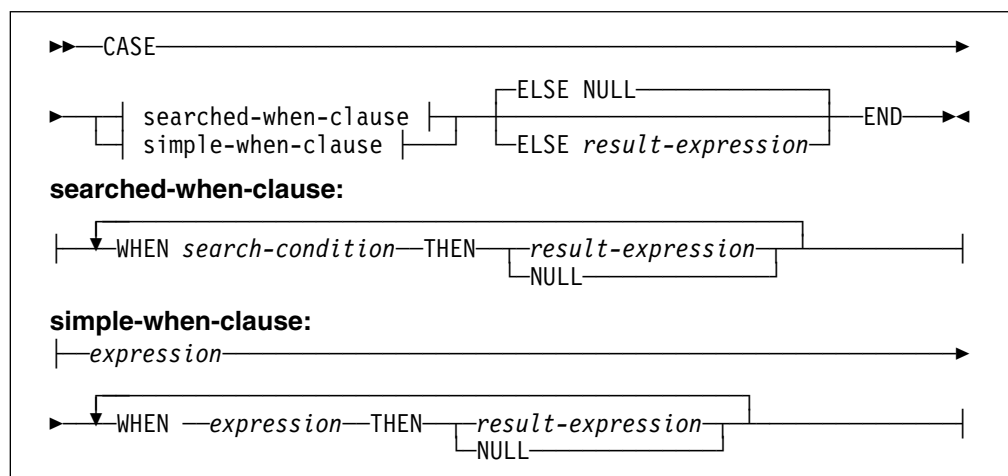 CASE
ELSE NULL
searched-when-clause END
simple-when-clause ELSE result-expression
searched-when-clause:
WHEN search-condition THEN result-expression
NULL
simple-when-clause:
expression
WHEN expression THEN result-expression
NULL